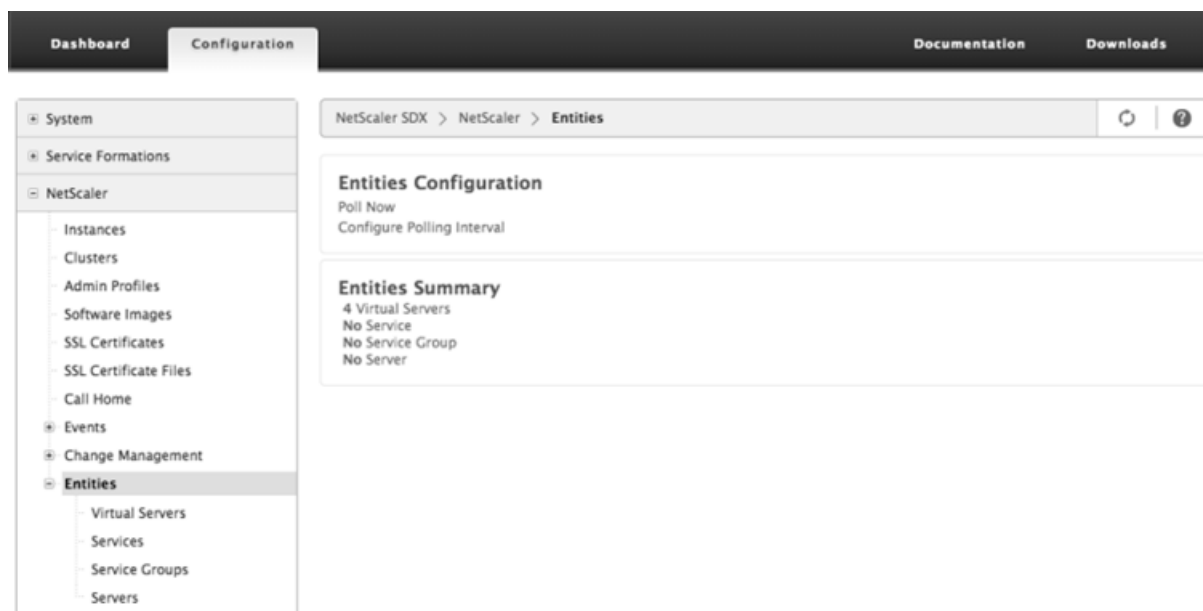 Dashboard
Configuration
Documentation
Downloads
System
Service Formations
NetScaler
Instances
Clusters
Admin Profiles
Software Images
SSL Certificates
SSL Certificate Files
Call Home
Events
Change Management
Entities
Virtual Servers
Services
Service Groups
Servers
NetScaler SDX > NetScaler > Entities
Entities Configuration
Poll Now
Configure Polling Interval
Entities Summary
4 Virtual Servers
No Service
No Service Group
No Server